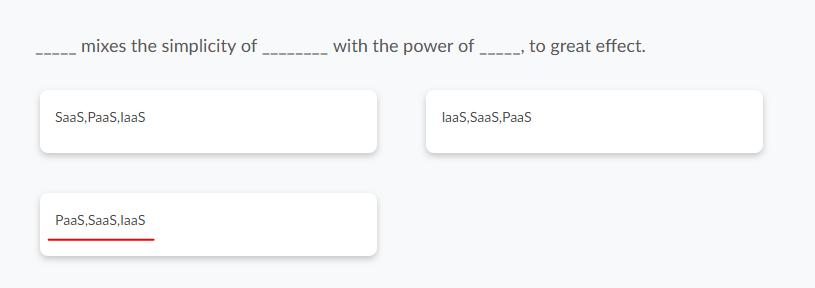 _____ mixes the simplicity of ________ with the power of _____, to great effect.
SaaS,PaaS,IaaS
IaaS,SaaS,PaaS
PaaS,SaaS,IaaS